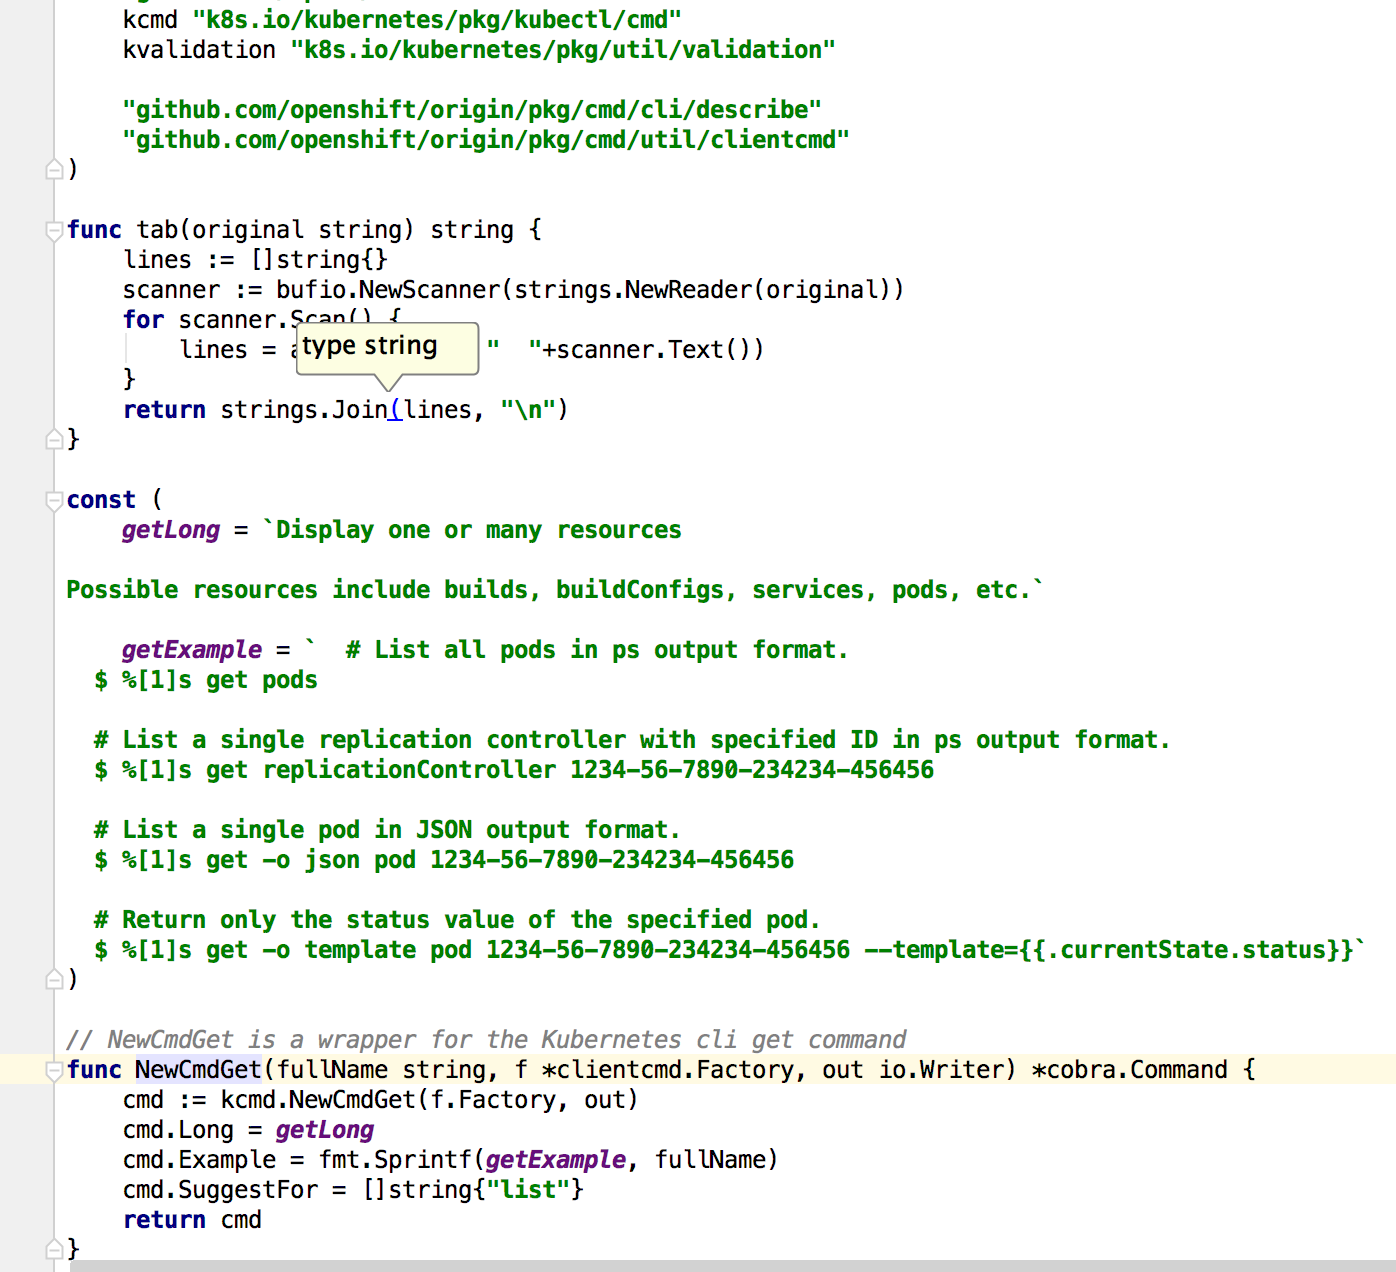 kcmd "k8s.io/kubernetes/pkg/kubectl/cmd"
kvalidation "k8s.io/kubernetes/pkg/util/validation"
"github.com/openshift/origin/pkg/cmd/cli/describe"
"github.com/openshift/origin/pkg/cmd/util/clientcmd"
)
func tab(original string) string {
lines := []string{}
scanner := bufio.NewScanner(strings.NewReader(original))
for scanner.Scan() {
type string
lines = "  "+scanner.Text())
}
return strings.Join(lines, "\n")
}
const (
getLong = `Display one or many resources
Possible resources include builds, buildConfigs, services, pods, etc.`
getExample = `  # List all pods in ps output format.
$ %[1]s get pods
# List a single replication controller with specified ID in ps output format.
$ %[1]s get replicationController 1234-56-7890-234234-456456
# List a single pod in JSON output format.
$ %[1]s get -o json pod 1234-56-7890-234234-456456
# Return only the status value of the specified pod.
$ %[1]s get -o template pod 1234-56-7890-234234-456456 --template={{.currentState.status}}`
)
// NewCmdGet is a wrapper for the Kubernetes cli get command
func NewCmdGet(fullName string, f *clientcmd.Factory, out io.Writer) *cobra.Command {
cmd := kcmd.NewCmdGet(f.Factory, out)
cmd.Long = getLong
cmd.Example = fmt.Sprintf(getExample, fullName)
cmd.SuggestFor = []string{"list"}
return cmd
}